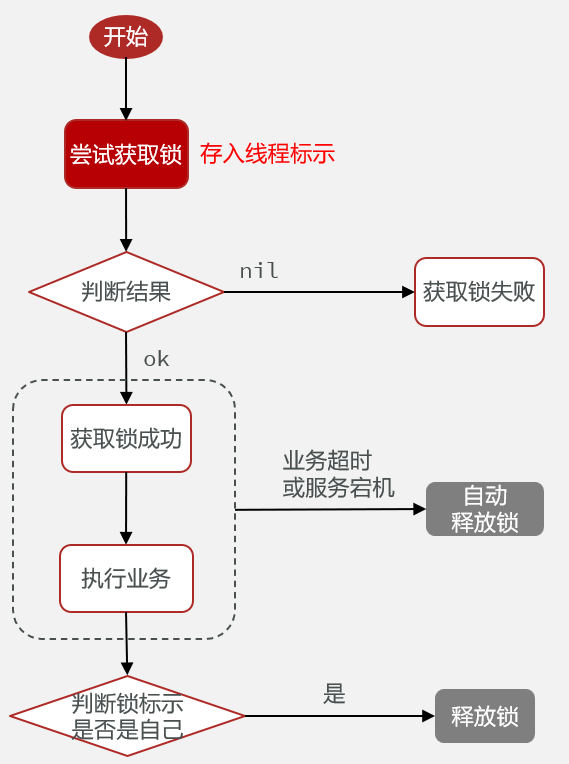 开始
尝试获取锁
存入线程标示
判断结果
nil
获取锁失败
ok
获取锁成功
业务超时
或服务宕机
自动
释放锁
执行业务
判断锁标示
是否是自己
是
释放锁